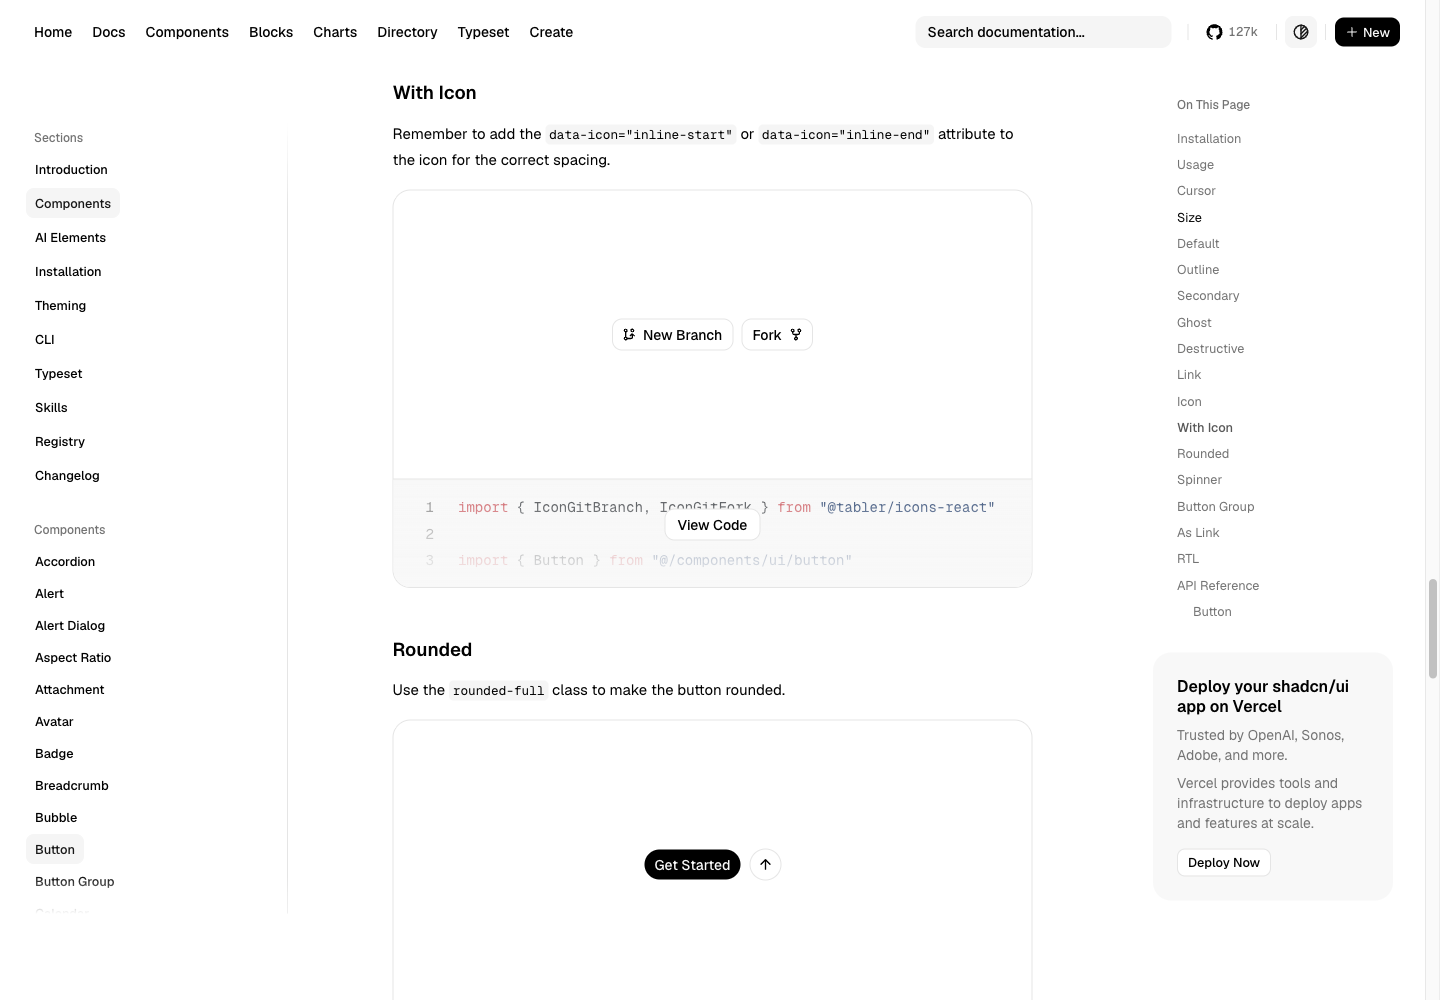 Home Docs Components Blocks Charts Directory Typeset Create
Search documentation...
127k
New
Sections
Introduction
Components
AI Elements
Installation
Theming
CLI
Typeset
Skills
Registry
Changelog
Components
Accordion
Alert
Alert Dialog
Aspect Ratio
Attachment
Avatar
Badge
Breadcrumb
Bubble
Button
Button Group
Calendar
With Icon
Remember to add the data-icon="inline-start" or data-icon="inline-end" attribute to
the icon for the correct spacing.
New Branch
Fork
1 import { IconGitBranch, IconGitFork } from "@tabler/icons-react"
2
3 import { Button } from "@/components/ui/button"
View Code
Rounded
Use the rounded-full class to make the button rounded.
Get Started
On This Page
Installation
Usage
Cursor
Size
Default
Outline
Secondary
Ghost
Destructive
Link
Icon
With Icon
Rounded
Spinner
Button Group
As Link
RTL
API Reference
Button
Deploy your shadcn/ui
app on Vercel
Trusted by OpenAI, Sonos,
Adobe, and more.
Vercel provides tools and
infrastructure to deploy apps
and features at scale.
Deploy Now